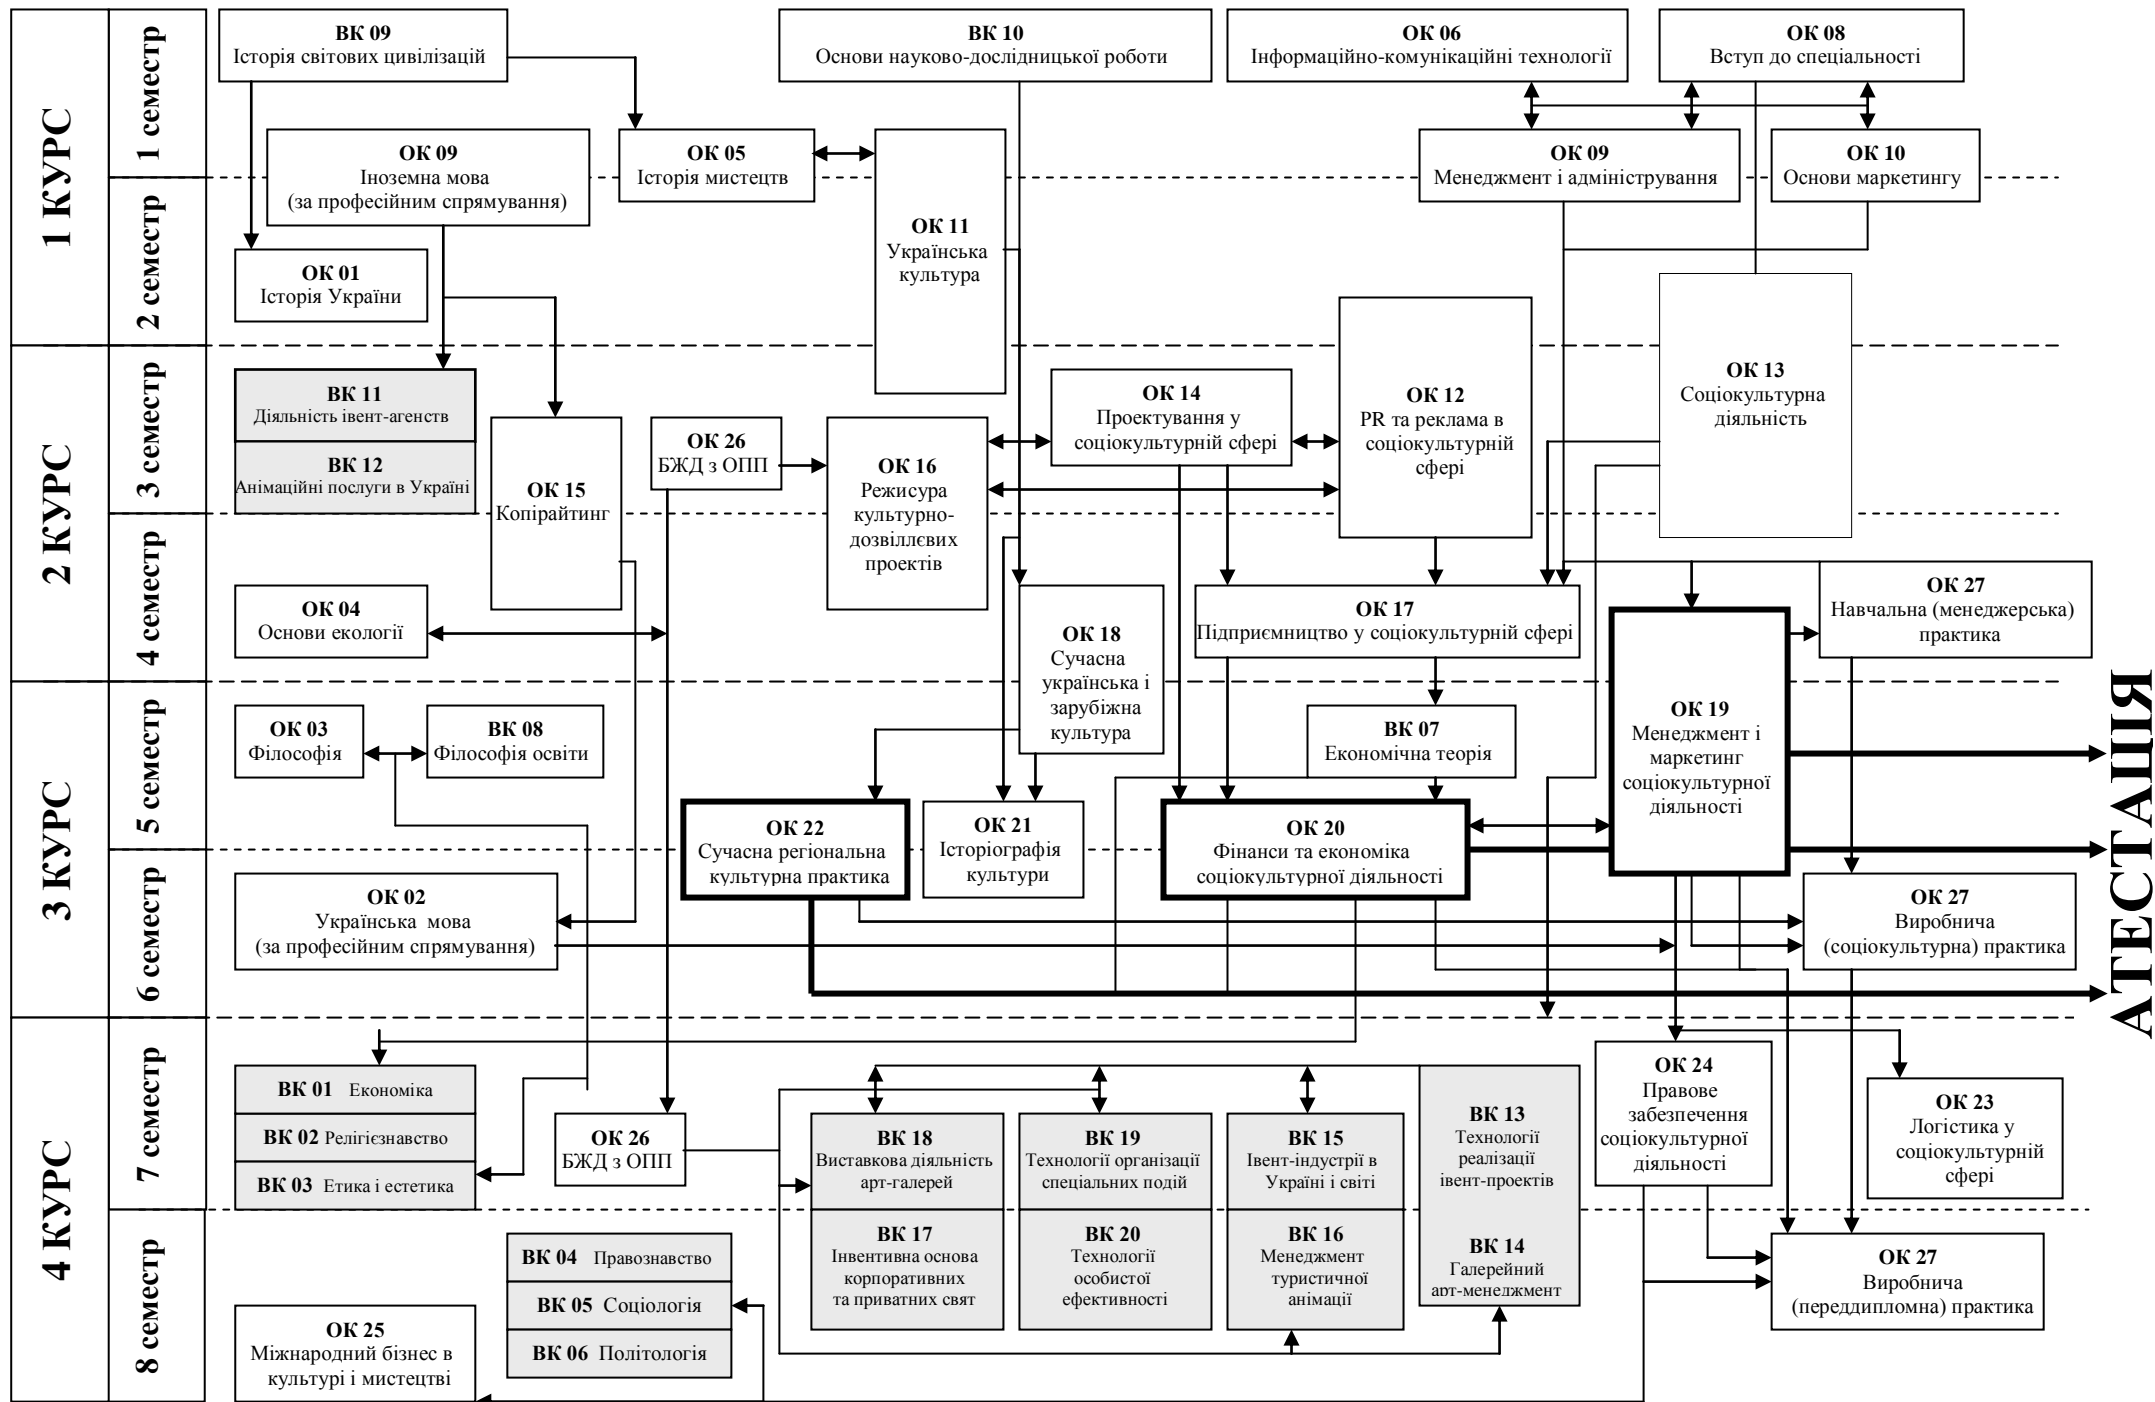 1 КУРС
1 семестр
2 семестр
2 КУРС
3 семестр
4 семестр
3 КУРС
5 семестр
6 семестр
4 КУРС
7 семестр
8 семестр
ВК 09
Історія світових цивілізацій
ВК 10
Основи науково-дослідницької роботи
ОК 06
Інформаційно-комунікаційні технології
ОК 08
Вступ до спеціальності
ОК 09
Іноземна мова
(за професійним спрямування)
ОК 05
Історія мистецтв
ОК 11
Українська
культура
ОК 09
Менеджмент і адміністрування
ОК 10
Основи маркетингу
ОК 01
Історія України
ВК 11
Діяльність івент-агенств
ВК 12
Анімаційні послуги в Україні
ОК 15
Копірайтинг
ОК 26
БЖД з ОПП
ОК 16
Режисура
культурно-
дозвіллєвих
проектів
ОК 14
Проектування у
соціокультурній сфері
ОК 12
PR та реклама в
соціокультурній
сфері
ОК 13
Соціокультурна
діяльність
ОК 04
Основи екології
ОК 18
Сучасна
українська і
зарубіжна
культура
ОК 17
Підприємництво у соціокультурній сфері
ОК 27
Навчальна (менеджерська)
практика
ОК 19
Менеджмент і
маркетинг
соціокультурної
діяльності
ОК 03
Філософія
ВК 08
Філософія освіти
ВК 07
Економічна теорія
ОК 22
Сучасна регіональна
культурна практика
ОК 21
Історіографія
культури
ОК 20
Фінанси та економіка
соціокультурної діяльності
ОК 02
Українська мова
(за професійним спрямування)
ОК 27
Виробнича
(соціокультурна) практика
АТЕСТАЦІЯ
ВК 01 Економіка
ВК 02 Релігієзнавство
ВК 03 Етика і естетика
ОК 26
БЖД з ОПП
ВК 18
Виставкова діяльність
арт-галерей
ВК 19
Технології організації
спеціальних подій
ВК 15
Івент-індустрії в
Україні і світі
ВК 13
Технології
реалізації
івент-проектів
ОК 24
Правове
забезпечення
соціокультурної
діяльності
ОК 23
Логістика у
соціокультурній
сфері
ВК 04 Правознавство
ВК 05 Соціологія
ВК 06 Політологія
ВК 17
Інвентивна основа
корпоративних
та приватних свят
ВК 20
Технології
особистої
ефективності
ВК 16
Менеджмент
туристичної
анімації
ВК 14
Галерейний
арт-менеджмент
ОК 27
Виробнича
(переддипломна) практика
ОК 25
Міжнародний бізнес в
культурі і мистецтві